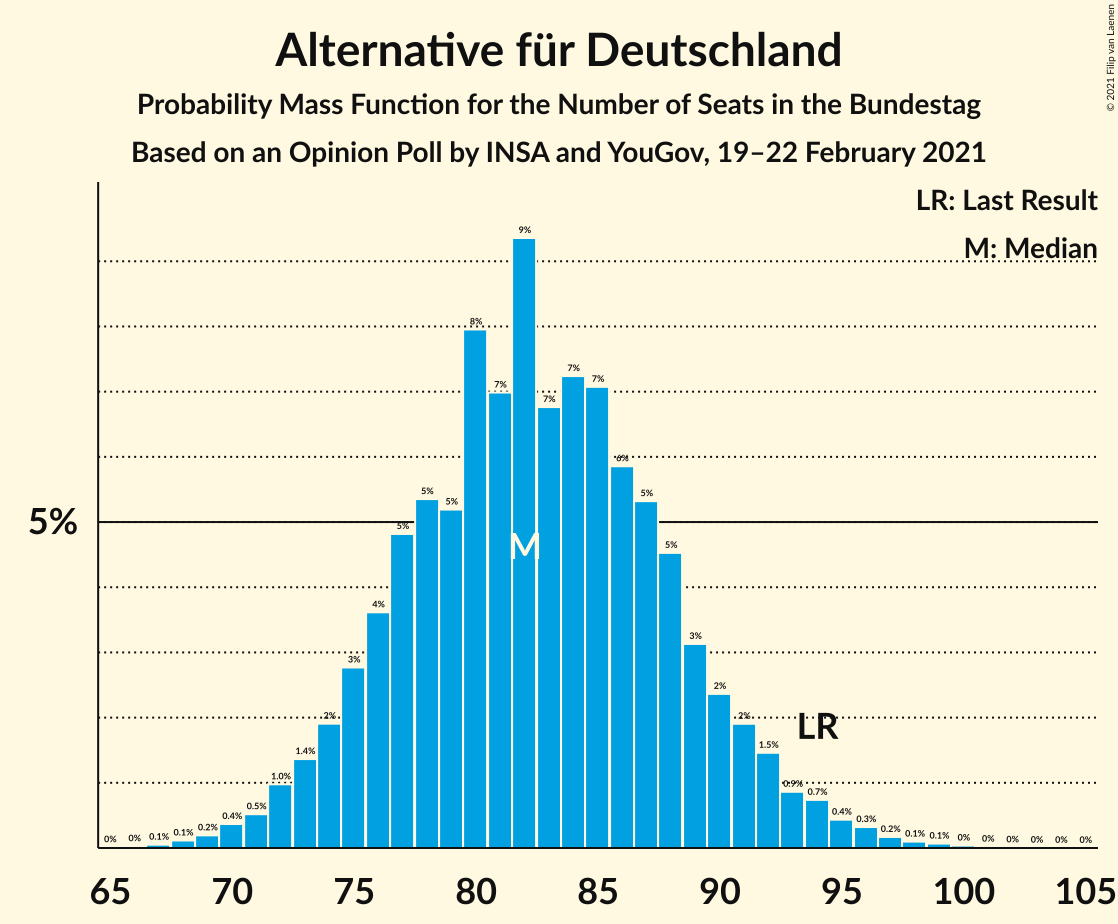 Alternative für Deutschland
Probability Mass Function for the Number of Seats in the Bundestag
Based on an Opinion Poll by INSA and YouGov, 19–22 February 2021
© 2021 Filip van Laenen
LR: Last Result
M: Median
5%
0% 0% 0.1% 0.1% 0.2% 0.4% 0.5% 1.0% 1.4% 2% 3% 4% 5% 5% 5% 8% 7% 9% 7% 7% 7% 6% 5% 5% 3% 2% 2% 1.5% 0.9% 0.7% 0.4% 0.3% 0.2% 0.1% 0.1% 0% 0% 0% 0% 0% 0%
M
LR
65 70 75 80 85 90 95 100 105